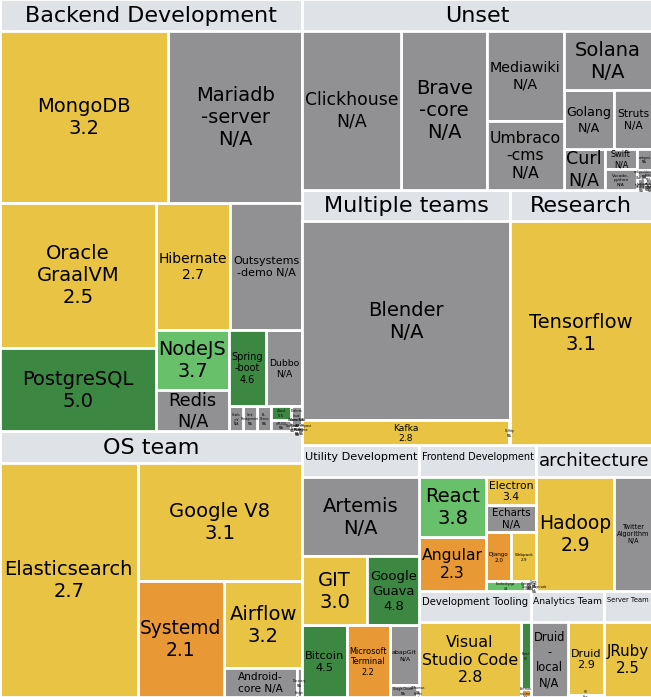 Backend Development
MongoDB
3.2
Mariadb
-server
N/A
Oracle
GraalVM
2.5
PostgreSQL
5.0
Hibernate
2.7
Outsystems
-demo N/A
NodeJS
3.7
Redis
N/A
Spring
-boot
4.6
Dubbo
N/A
Unset
Clickhouse
N/A
Brave
-core
N/A
Mediawiki
N/A
Umbraco
-cms
N/A
Solana
N/A
Golang
N/A
Struts
N/A
Curl
N/A
Swift
N/A
Multiple teams
Blender
N/A
Kafka
2.8
Research
Tensorflow
3.1
OS team
Elasticsearch
2.7
Google V8
3.1
Systemd
2.1
Airflow
3.2
Android-
core N/A
Utility Development
Artemis
N/A
GIT
3.0
Google
Guava
4.8
Bitcoin
4.5
Microsoft
Terminal
2.2
abapGit
N/A
Frontend Development
React
3.8
Angular
2.3
Electron
3.4
Echarts
N/A
Django
2.0
Webpack
2.9
architecture
Hadoop
2.9
Twitter
Algorithm
N/A
Development Tooling
Visual
Studio Code
2.8
Analytics Team
Druid
-
local
N/A
Druid
2.9
Server Team
JRuby
2.5